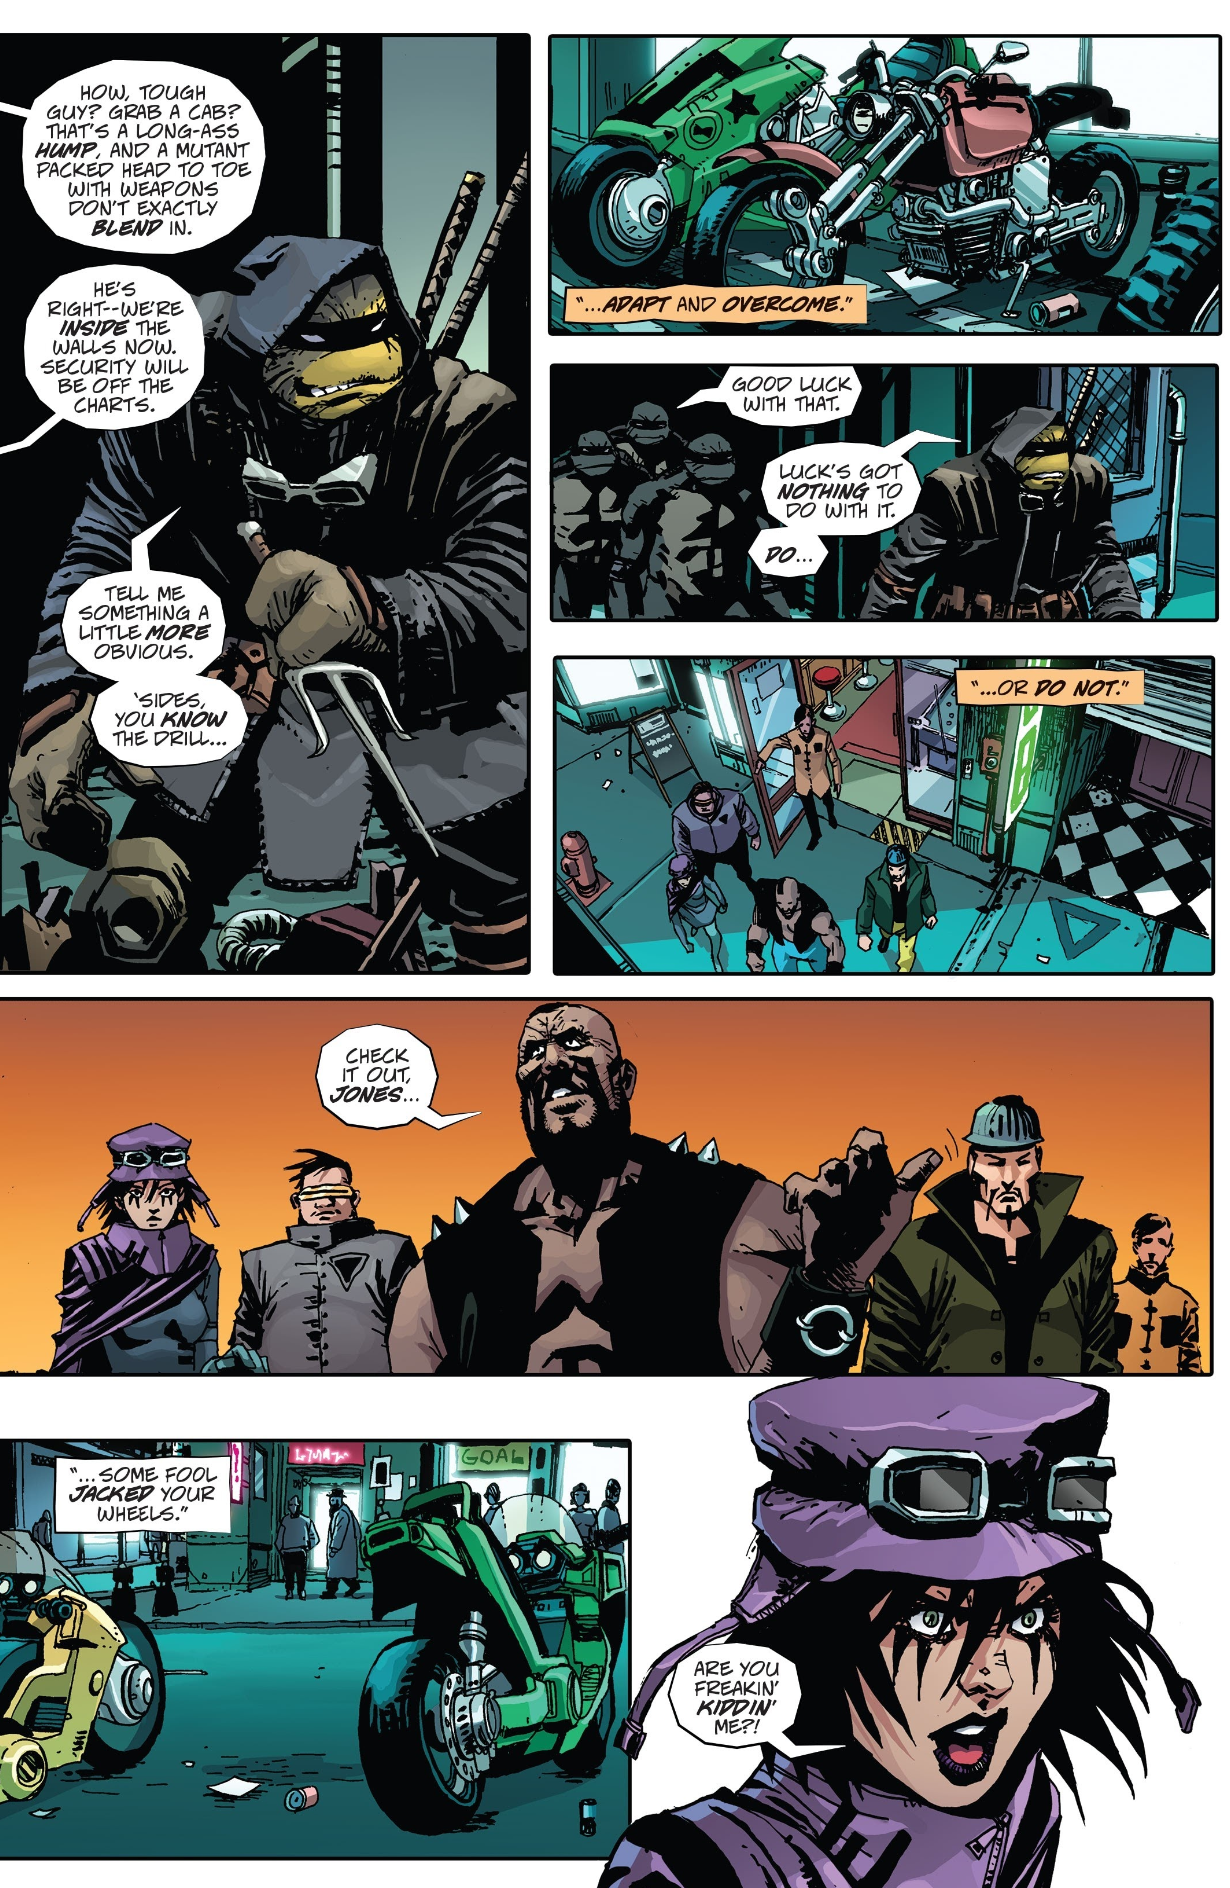 HOW, TOUGH
GUY? GRAB A CAB?
THAT'S A LONG-ASS
HUMP, AND A MUTANT
PACKED HEAD TO TOE
WITH WEAPONS
DON'T EXACTLY
BLEND IN.
HE'S
RIGHT--WE'RE
INSIDE THE
WALLS NOW.
SECURITY WILL
BE OFF THE
CHARTS.
TELL ME
SOMETHING A
LITTLE MORE
OBVIOUS.
'SIDES,
YOU KNOW
THE DRILL...
"...ADAPT AND OVERCOME."
GOOD LUCK
WITH THAT.
LUCK'S GOT
NOTHING TO
DO WITH IT.
DO...
"...OR DO NOT."
CHECK
IT OUT,
JONES...
"...SOME FOOL
JACKED YOUR
WHEELS."
GOAL
ARE YOU
FREAKIN'
KIDDIN'
ME?!